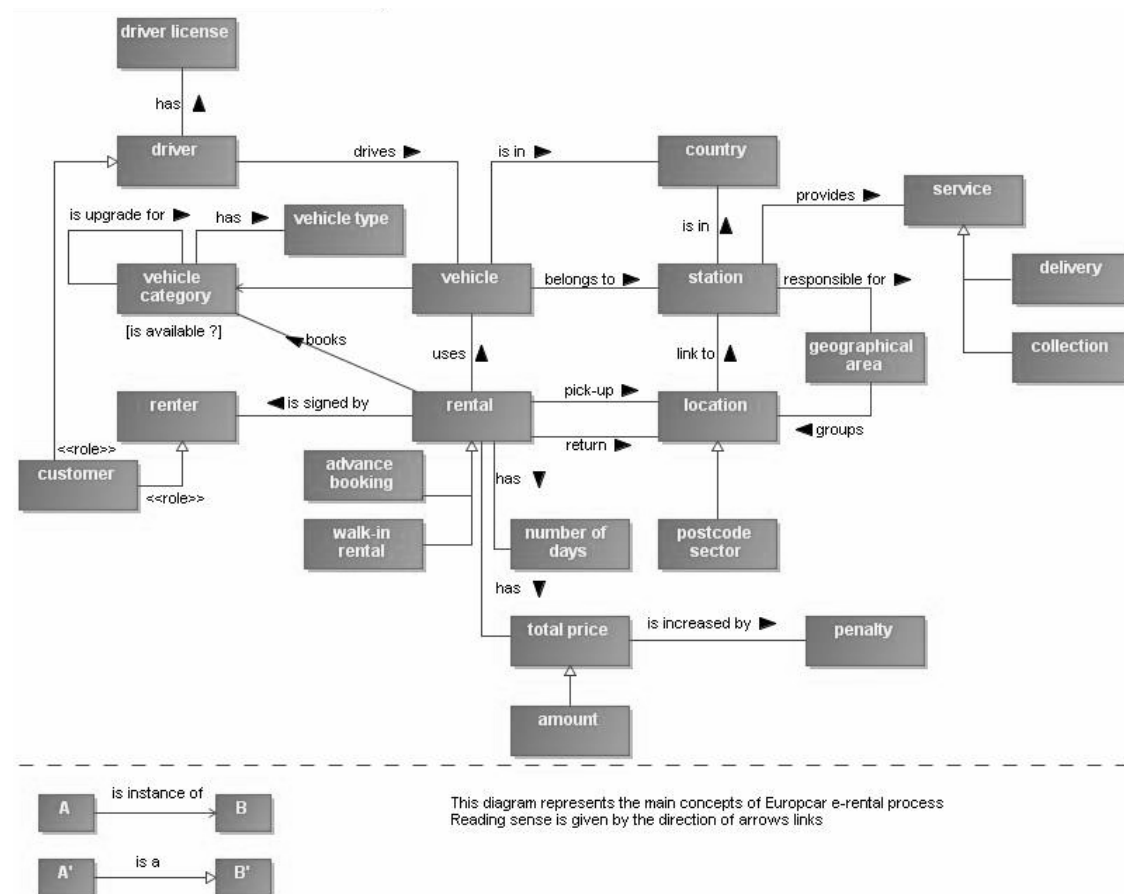 driver license
has
driver
drives
is in
country
provides
service
is upgrade for
has
vehicle type
is in
vehicle
category
vehicle
belongs to
station
responsible for
delivery
[is available ?]
books
uses
link to
geographical
area
collection
renter
is signed by
rental
pick-up
location
return
groups
<<role>>
customer
<<role>>
advance
booking
has
walk-in
rental
number of
days
postcode
sector
has
total price
is increased by
penalty
amount
A
is instance of
B
This diagram represents the main concepts of Europcar e-rental process
Reading sense is given by the direction of arrows links
A'
is a
B'